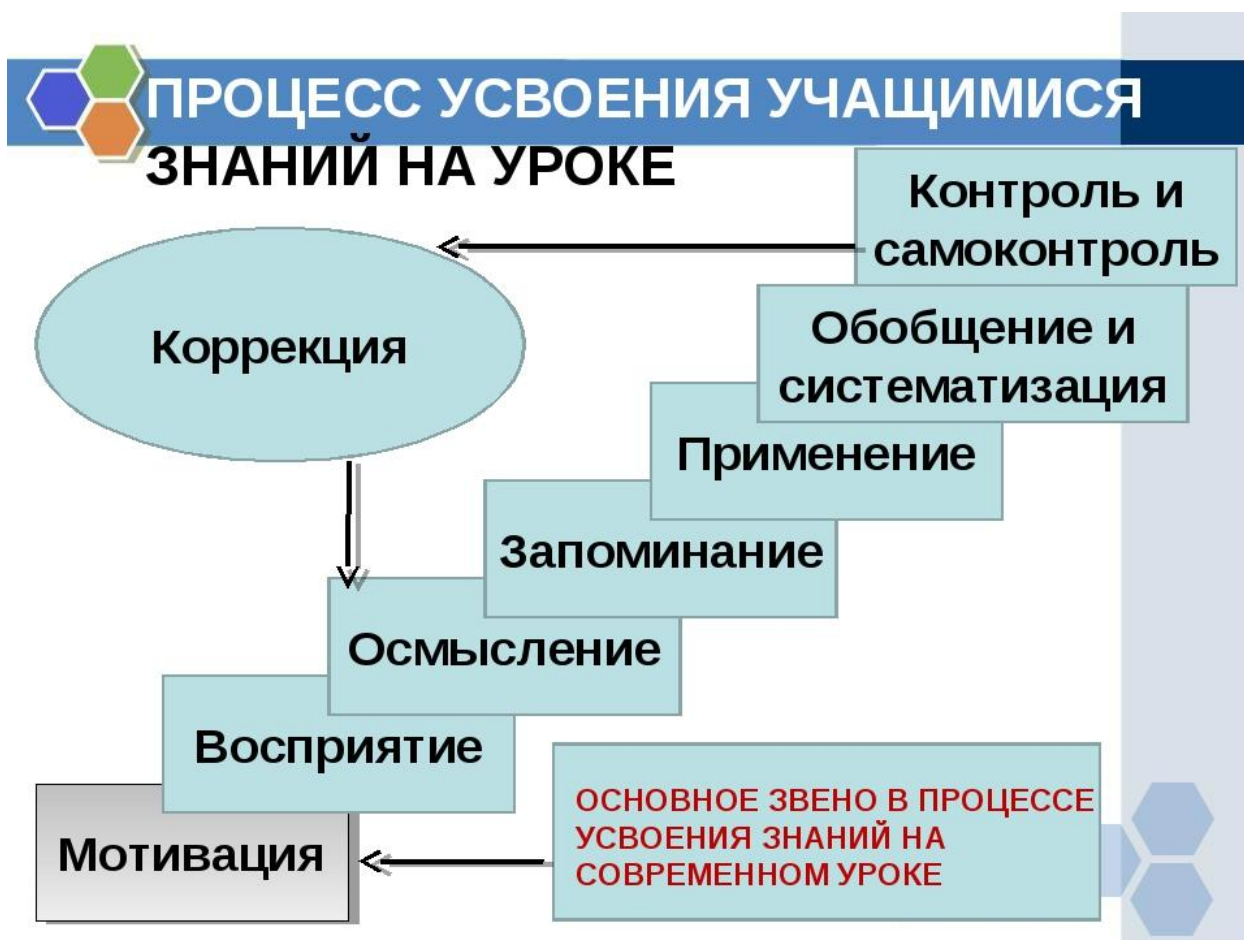 ПРОЦЕСС УСВОЕНИЯ УЧАЩИМИСЯ
ЗНАНИЙ НА УРОКЕ
Контроль и
самоконтроль
Обобщение и
систематизация
Коррекция
Применение
Запоминание
Осмысление
Восприятие
Мотивация
ОСНОВНОЕ ЗВЕНО В ПРОЦЕССЕ
УСВОЕНИЯ ЗНАНИЙ НА
СОВРЕМЕННОМ УРОКЕ